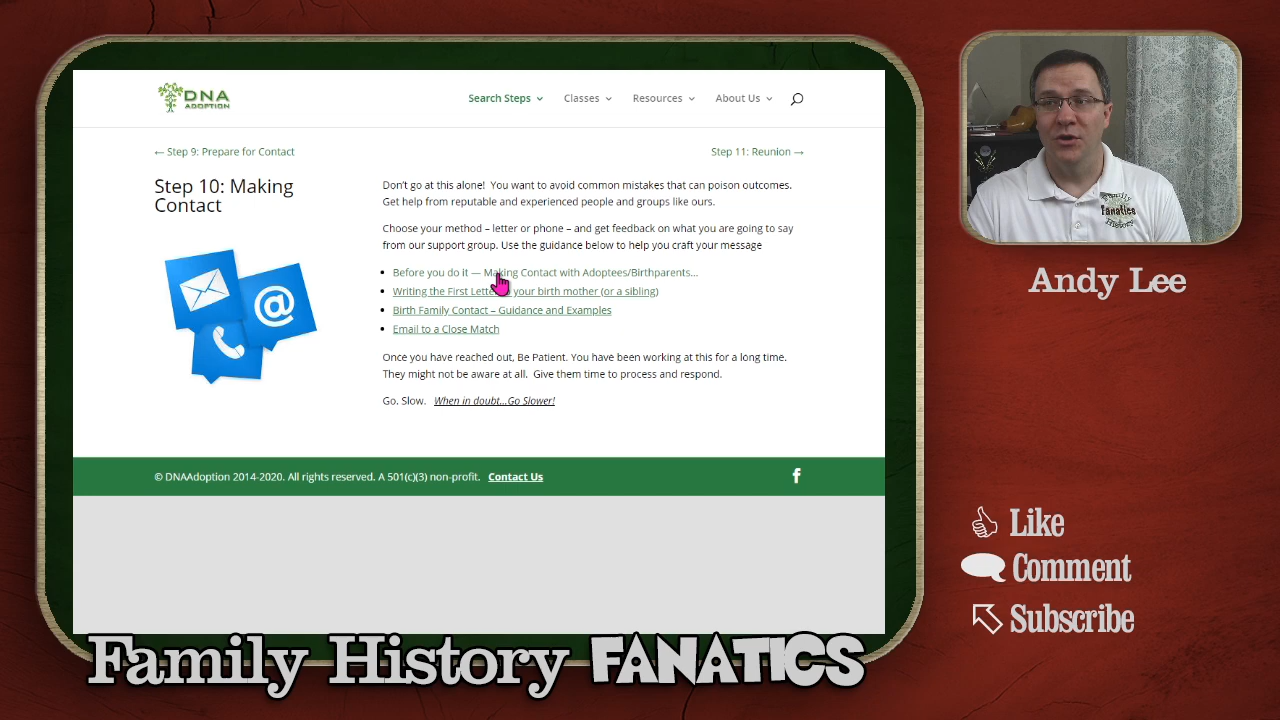 DNA
ADOPTION
Search Steps
Classes
Resources
About Us
← Step 9: Prepare for Contact
Step 11: Reunion →
Step 10: Making
Contact
Don't go at this alone!  You want to avoid common mistakes that can poison outcomes.
Get help from reputable and experienced people and groups like ours.
Choose your method – letter or phone – and get feedback on what you are going to say
from our support group. Use the guidance below to help you craft your message
Before you do it — Making Contact with Adoptees/Birthparents...
Writing the First Lette your birth mother (or a sibling)
Birth Family Contact – Guidance and Examples
Email to a Close Match
Once you have reached out, Be Patient. You have been working at this for a long time.
They might not be aware at all.  Give them time to process and respond.
Go. Slow.   When in doubt...Go Slower!
© DNAAdoption 2014-2020. All rights reserved. A 501(c)(3) non-profit.   Contact Us
f
Family
Fanatics
History
Andy Lee
Like
Comment
Subscribe
Family History FANATICS